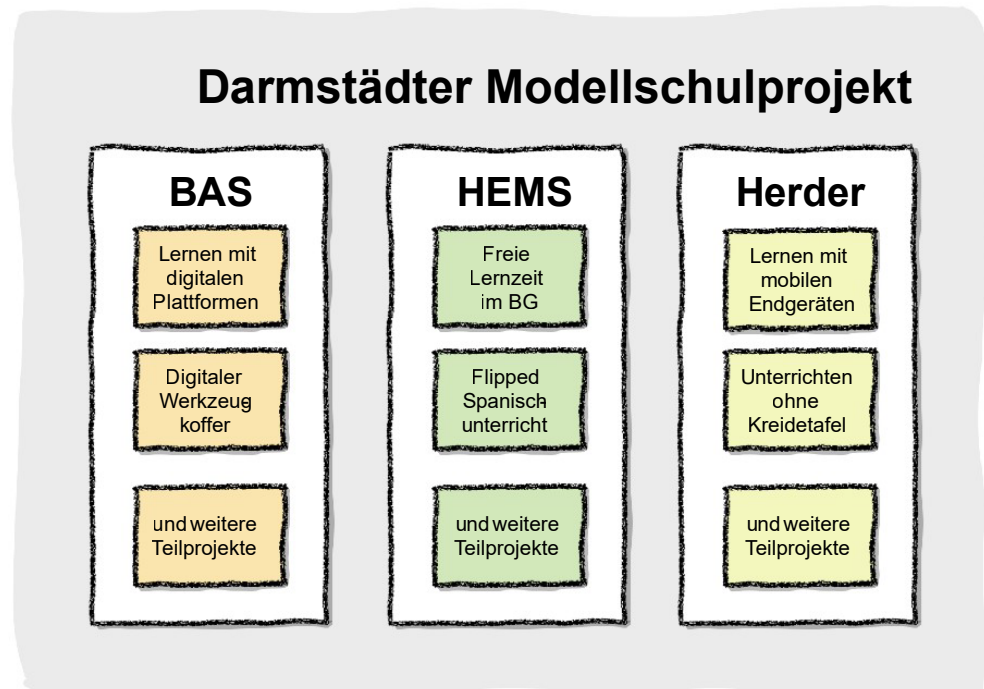 Darmstädter Modellschulprojekt
BAS
Lernen mit
digitalen
Plattformen
Digitaler
Werkzeug
koffer
und weitere
Teilprojekte
HEMS
Freie
Lernzeit
im BG
Flipped
Spanisch-
unterricht
und weitere
Teilprojekte
Herder
Lernen mit
mobilen
Endgeräten
Unterrichten
ohne
Kreidetafel
und weitere
Teilprojekte